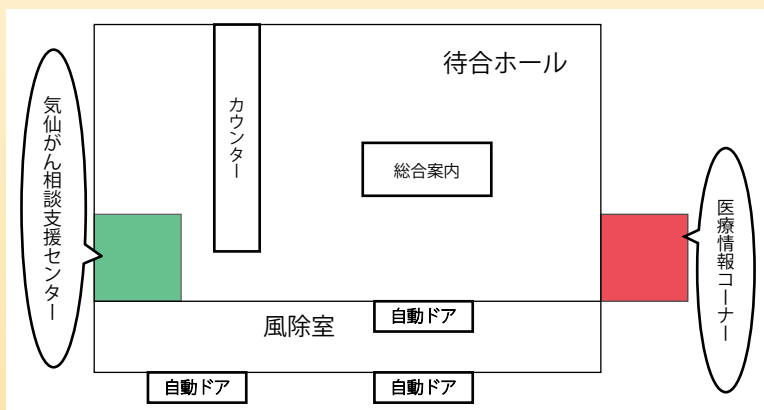 待合ホール
カウンター
気仙がん相談支援センター
総合案内
医療情報コーナー
風除室
自動ドア
自動ドア
自動ドア